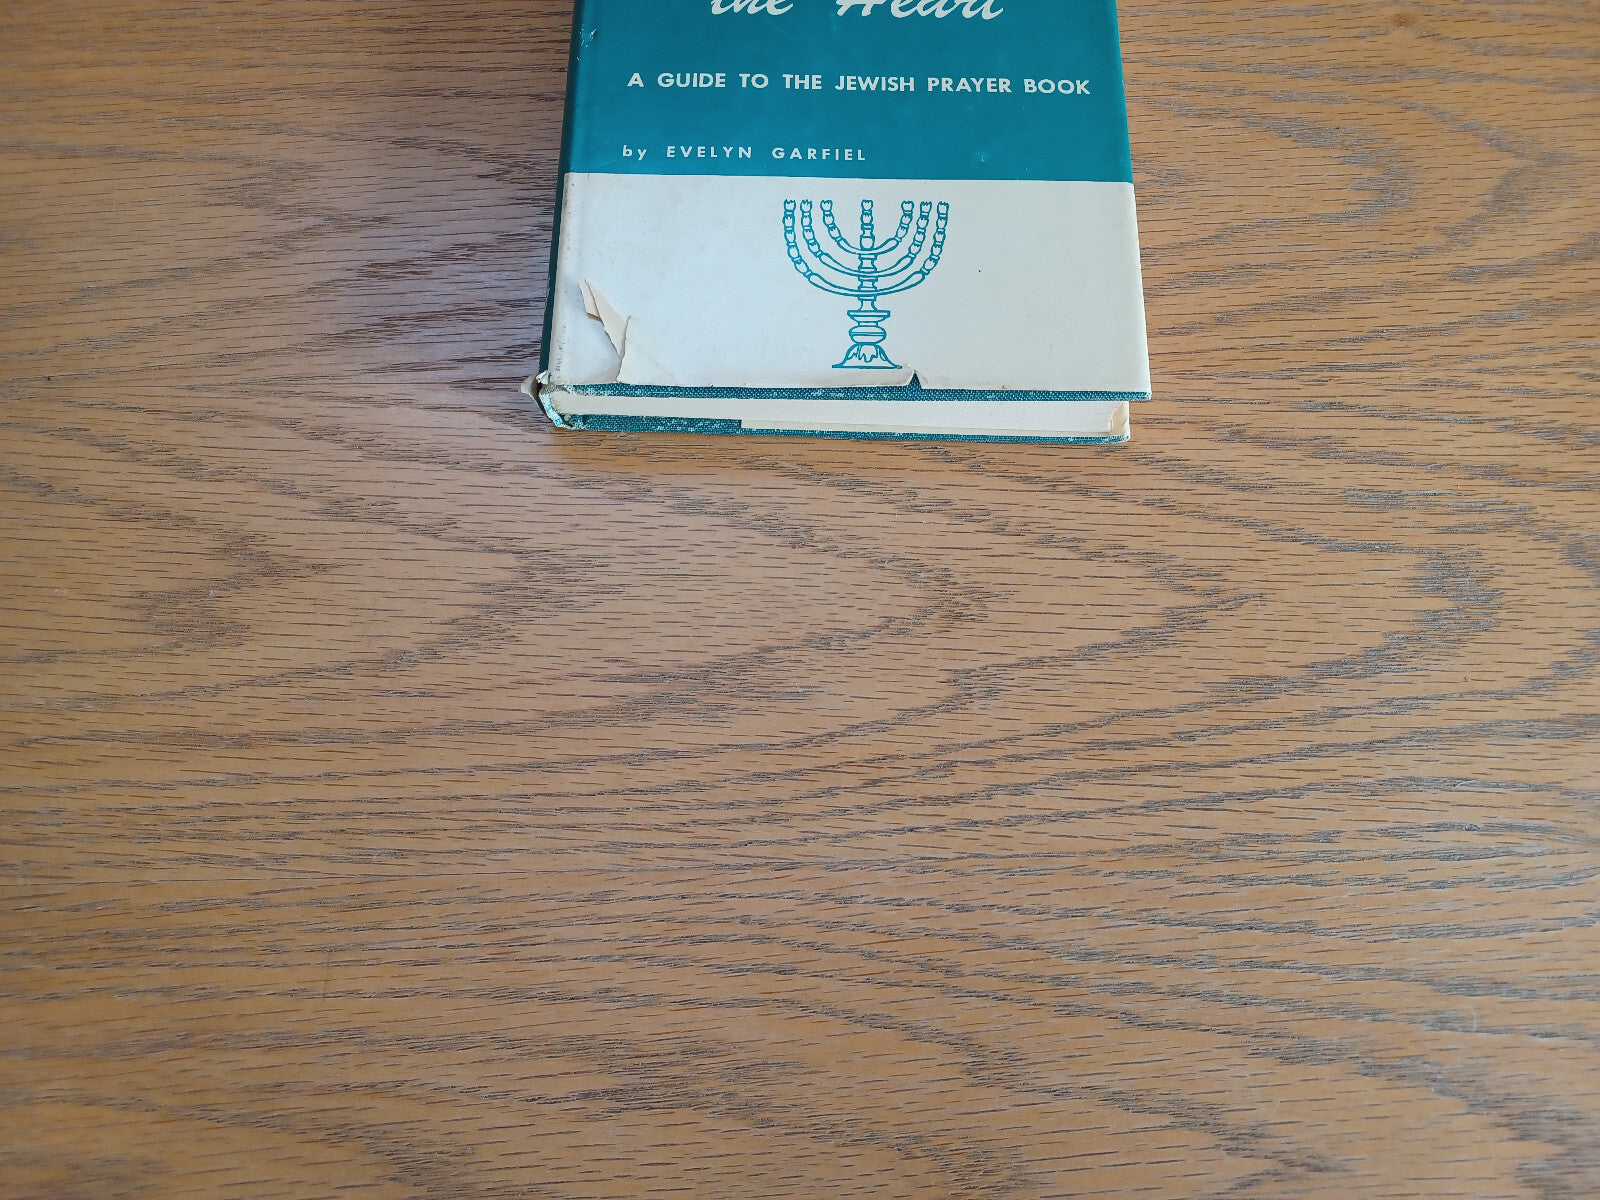 the Heart
A GUIDE TO THE JEWISH PRAYER BOOK
by EVELYN GARFIEL